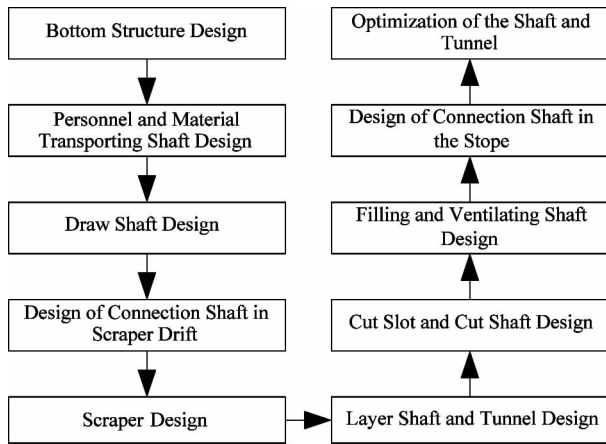 Bottom Structure Design
Personnel and Material
Transporting Shaft Design
Draw Shaft Design
Design of Connection Shaft in
Scraper Drift
Scraper Design
Layer Shaft and Tunnel Design
Cut Slot and Cut Shaft Design
Filling and Ventilating Shaft
Design
Design of Connection Shaft in
the Stope
Optimization of the Shaft and
Tunnel